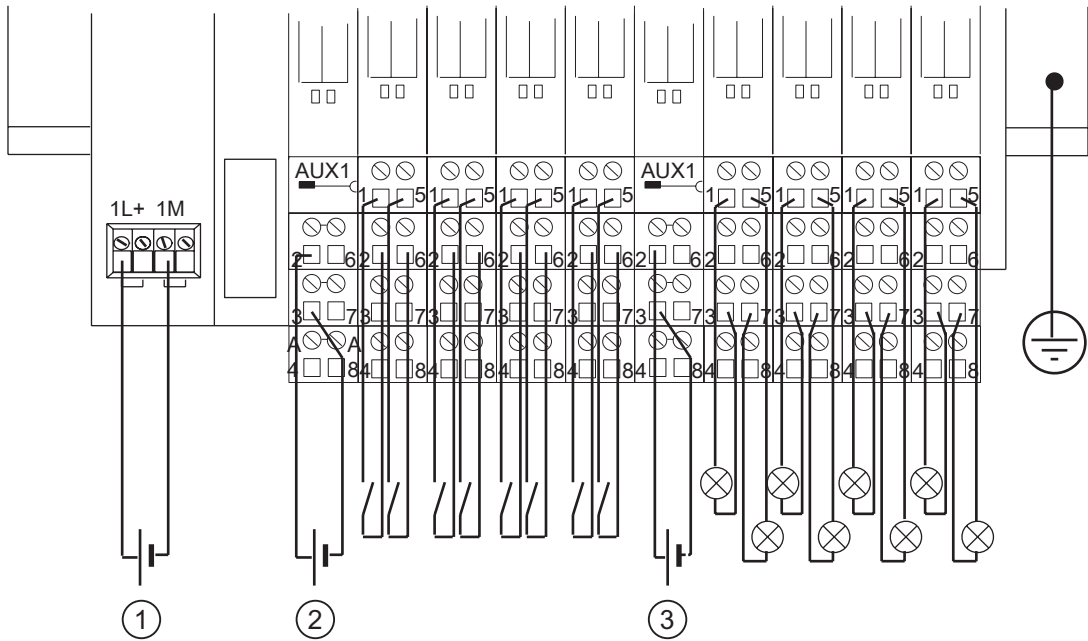 AUX1 1 5 1 5 1 5 1 5 AUX1 1 5 1 5 1 5 1 5
1L+ 1M
2 6 2 6 2 6 2 6 2 6 2 6 2 6 2 6 2 6 2 6
3 7 3 7 3 7 3 7 3 7 3 7 3 7 3 7 3 7 3 7
A A
4 8 4 8 4 8 4 8 4 8 4 8 4 8 4 8 4 8 4 8
1 2 3